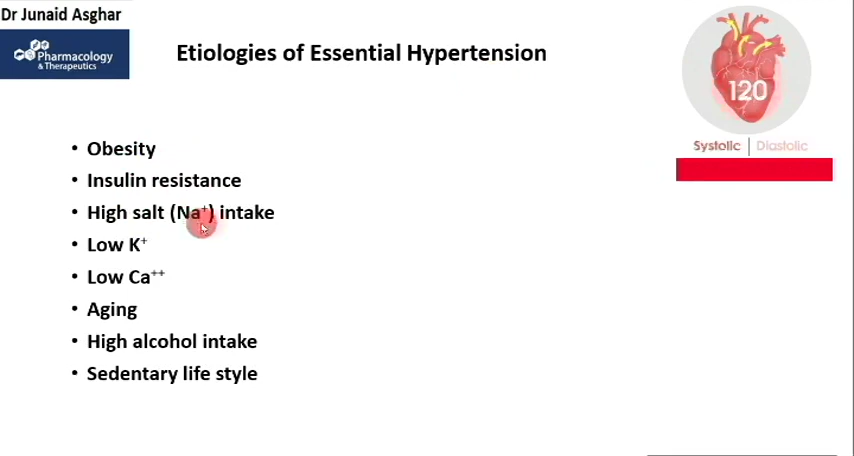 Dr Junaid Asghar
Pharmacology
& Therapeutics
Etiologies of Essential Hypertension
120
Systolic | Diastolic
• Obesity
• Insulin resistance
• High salt (Na⁺) intake
• Low K⁺
• Low Ca⁺⁺
• Aging
• High alcohol intake
• Sedentary life style